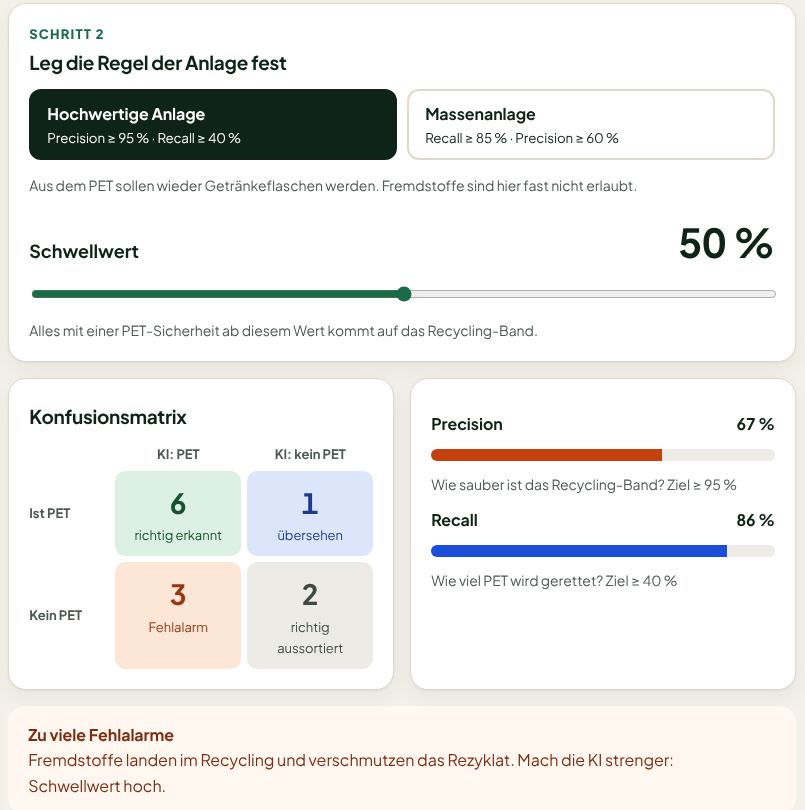 SCHRITT 2
Leg die Regel der Anlage fest
Hochwertige Anlage
Precision ≥ 95 % · Recall ≥ 40 %
Massenanlage
Recall ≥ 85 % · Precision ≥ 60 %
Aus dem PET sollen wieder Getränkeflaschen werden. Fremdstoffe sind hier fast nicht erlaubt.
Schwellwert
50 %
Alles mit einer PET-Sicherheit ab diesem Wert kommt auf das Recycling-Band.
Konfusionsmatrix
KI: PET
KI: kein PET
Ist PET
6
richtig erkannt
1
übersehen
Kein PET
3
Fehlalarm
2
richtig
aussortiert
Precision
67 %
Wie sauber ist das Recycling-Band? Ziel ≥ 95 %
Recall
86 %
Wie viel PET wird gerettet? Ziel ≥ 40 %
Zu viele Fehlalarme
Fremdstoffe landen im Recycling und verschmutzen das Rezyklat. Mach die KI strenger:
Schwellwert hoch.